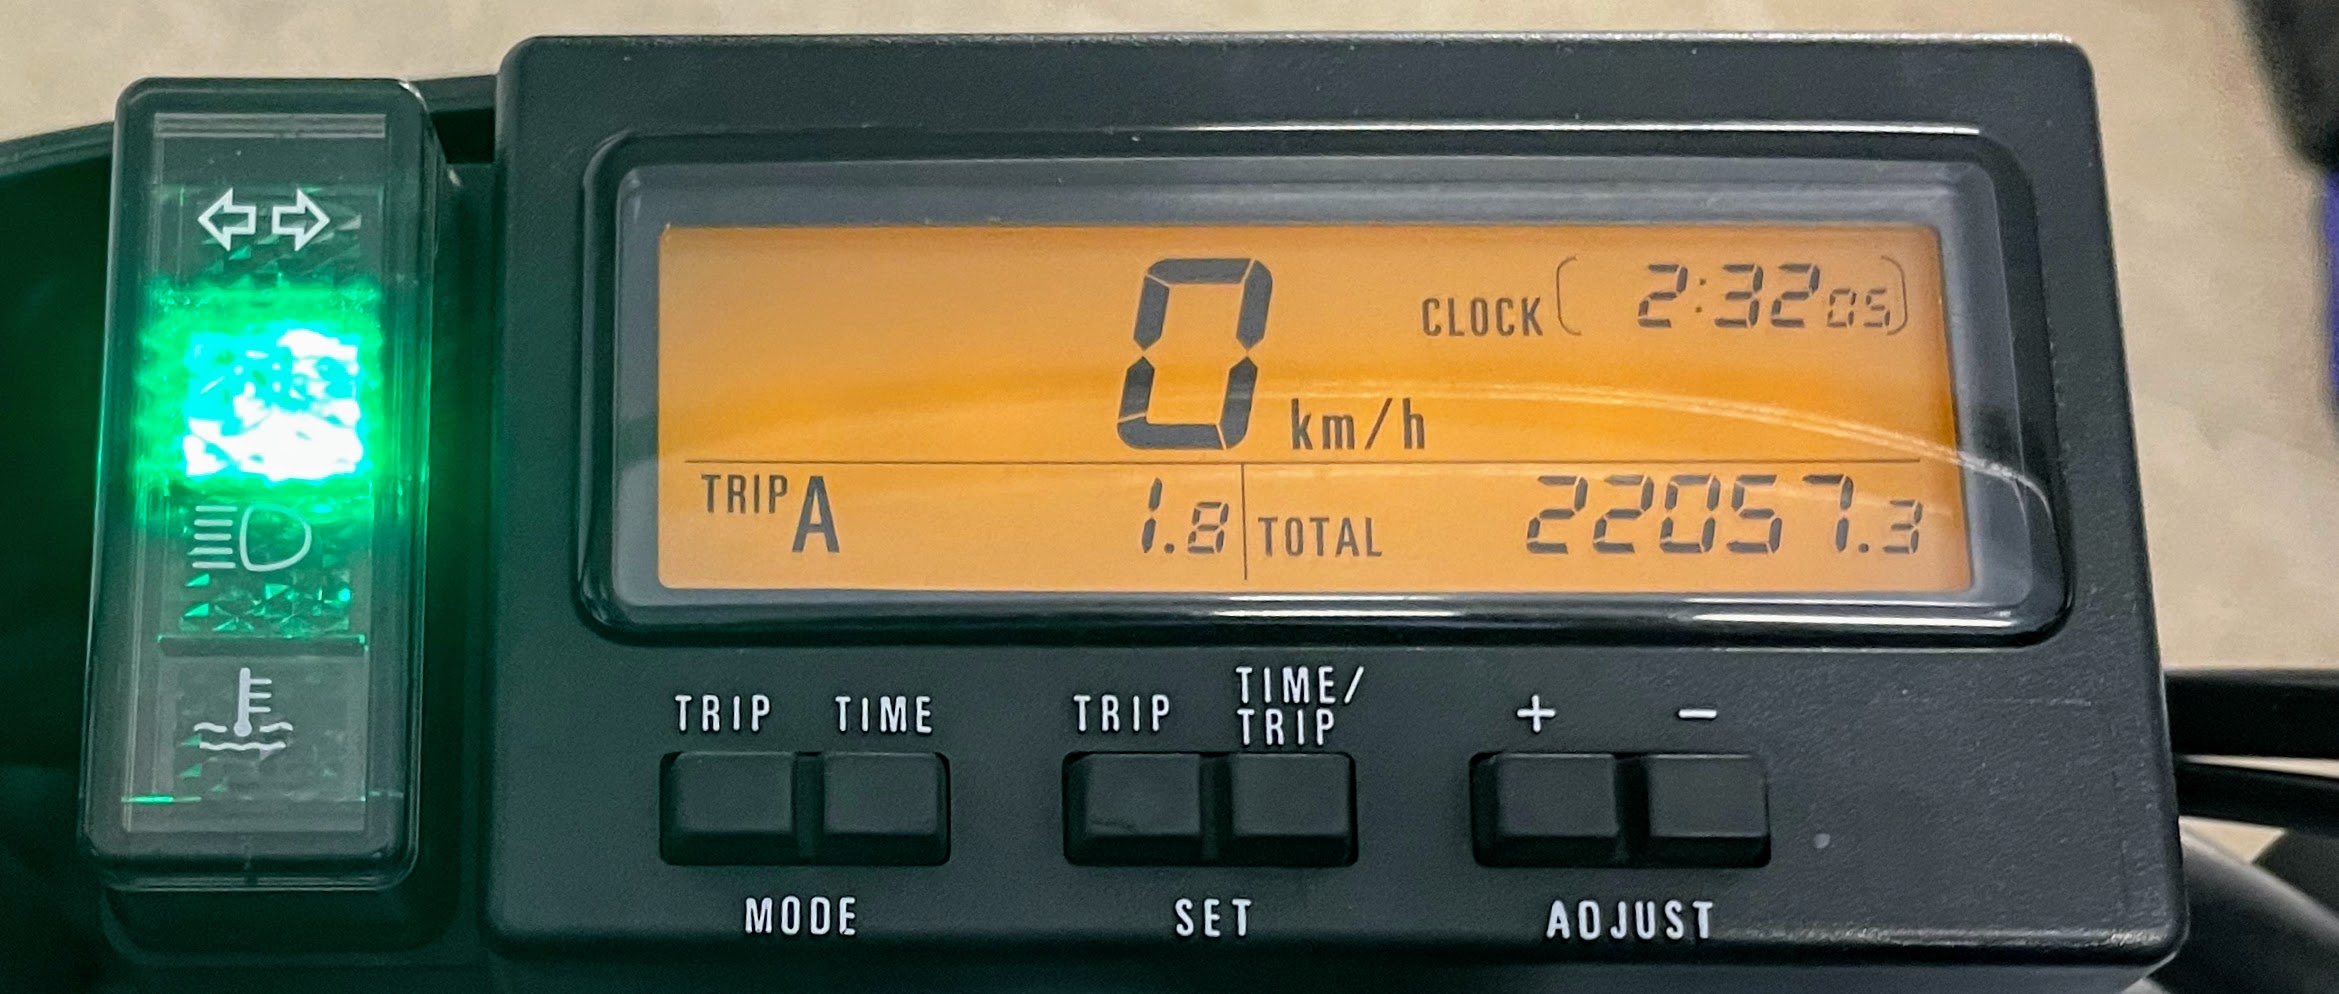 0 km/h
CLOCK ( 2:32 05)
TRIP A 1.8
TOTAL 22057.3
TRIP TIME
TRIP TIME/
TRIP
+ −
MODE
SET
ADJUST